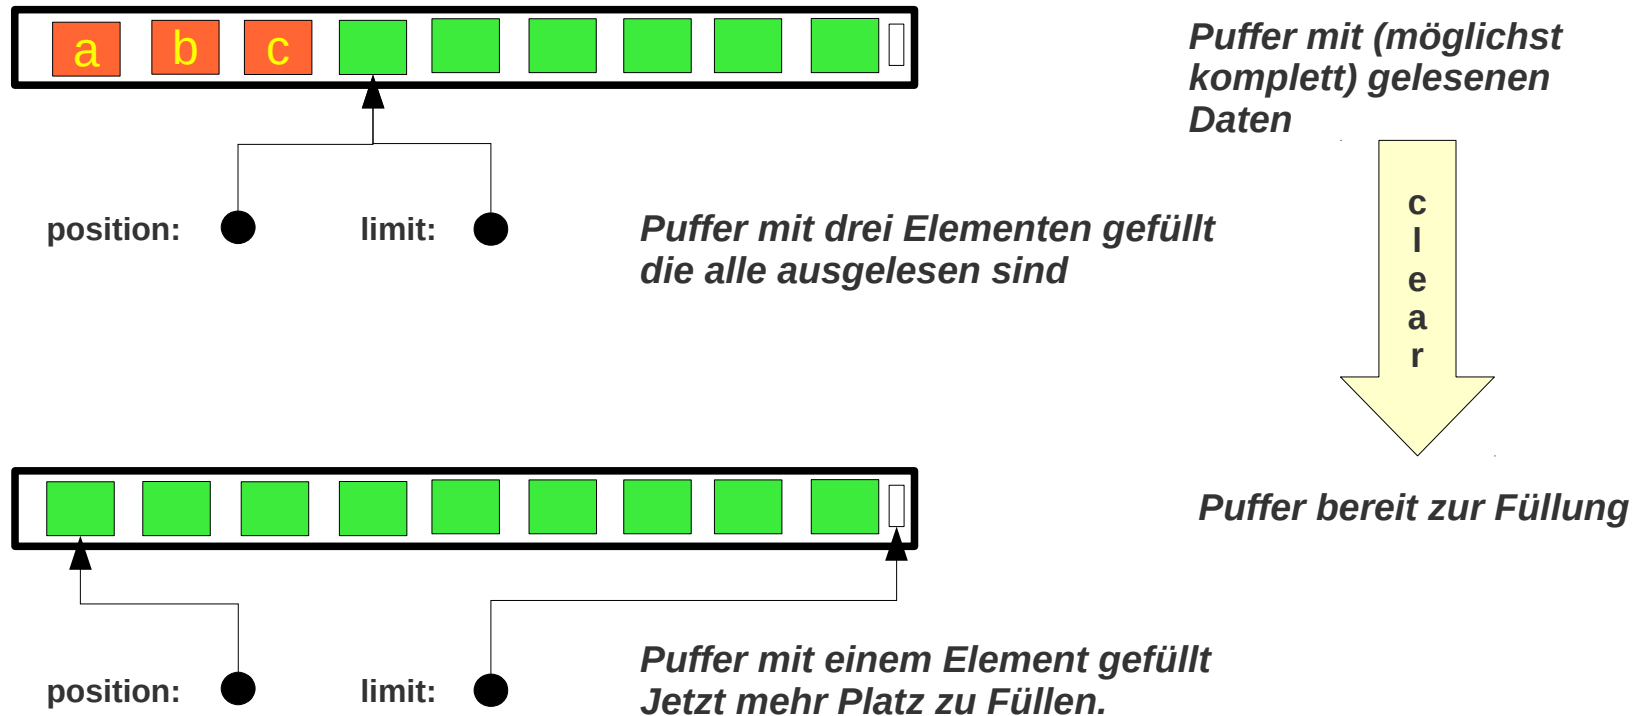 a b c
Puffer mit (möglichst
komplett) gelesenen
Daten
position: limit:
Puffer mit drei Elementen gefüllt
die alle ausgelesen sind
c
l
e
a
r
Puffer bereit zur Füllung
position: limit:
Puffer mit einem Element gefüllt
Jetzt mehr Platz zu Füllen.